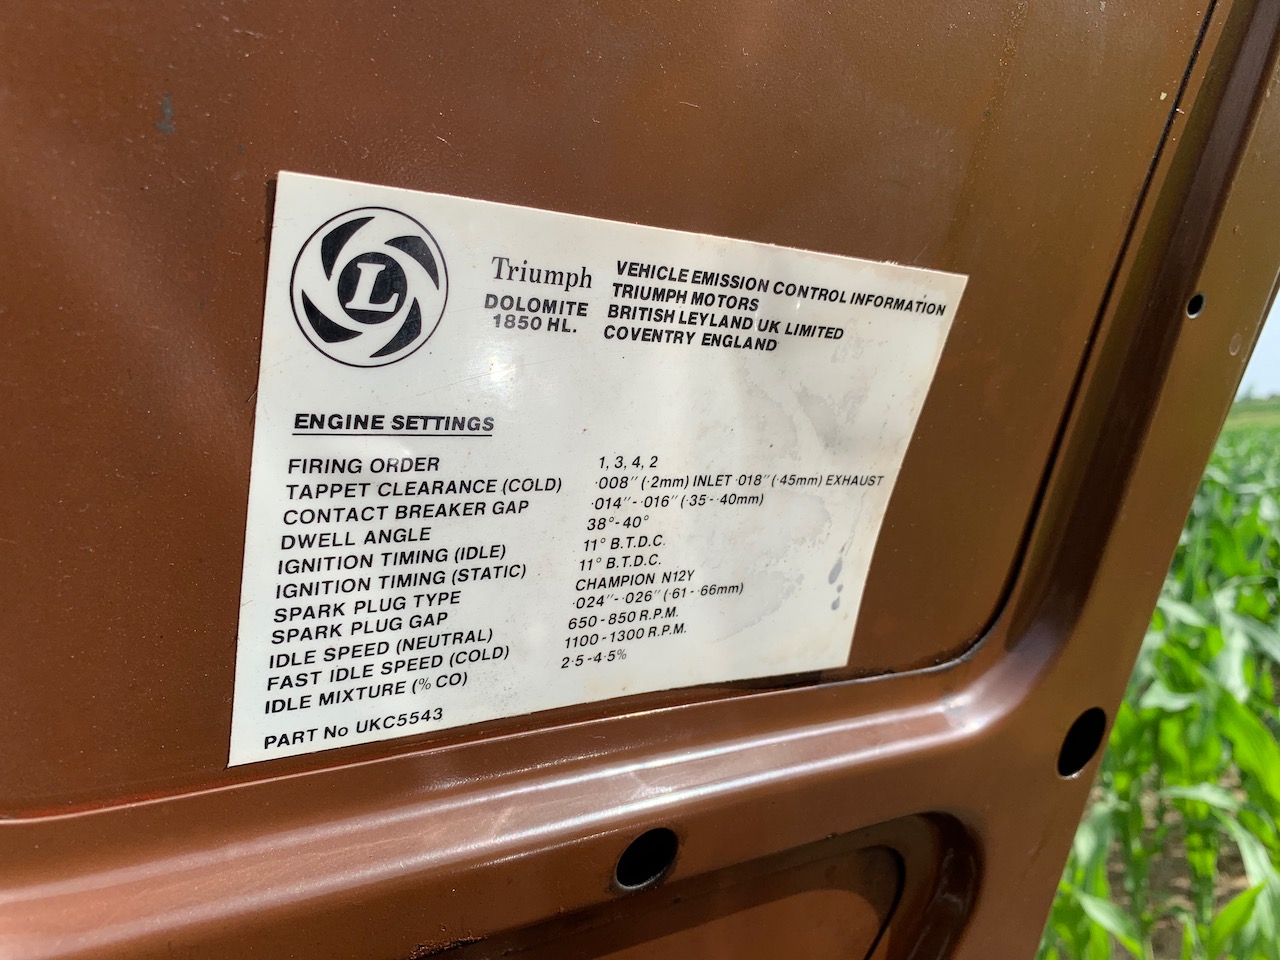 L
Triumph
DOLOMITE
1850 HL.
VEHICLE EMISSION CONTROL INFORMATION
TRIUMPH MOTORS
BRITISH LEYLAND UK LIMITED
COVENTRY ENGLAND
ENGINE SETTINGS
FIRING ORDER 1, 3, 4, 2
TAPPET CLEARANCE (COLD) ·008″ (·2mm) INLET ·018″ (·45mm) EXHAUST
CONTACT BREAKER GAP ·014″-·016″ (·35-·40mm)
DWELL ANGLE 38°-40°
IGNITION TIMING (IDLE) 11° B.T.D.C.
IGNITION TIMING (STATIC) 11° B.T.D.C.
SPARK PLUG TYPE CHAMPION N12Y
SPARK PLUG GAP ·024″-·026″ (·61-·66mm)
IDLE SPEED (NEUTRAL) 650-850 R.P.M.
FAST IDLE SPEED (COLD) 1100-1300 R.P.M.
IDLE MIXTURE (% CO) 2·5-4·5%
PART No UKC5543